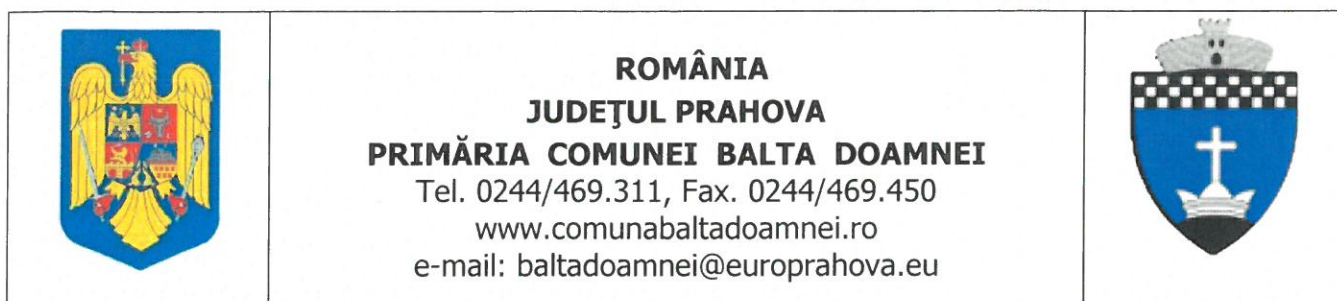 ROMÂNIA
JUDEŢUL PRAHOVA
PRIMĂRIA COMUNEI BALTA DOAMNEI
Tel. 0244/469.311, Fax. 0244/469.450
www.comunabaltadoamnei.ro
e-mail: baltadoamnei@europrahova.eu